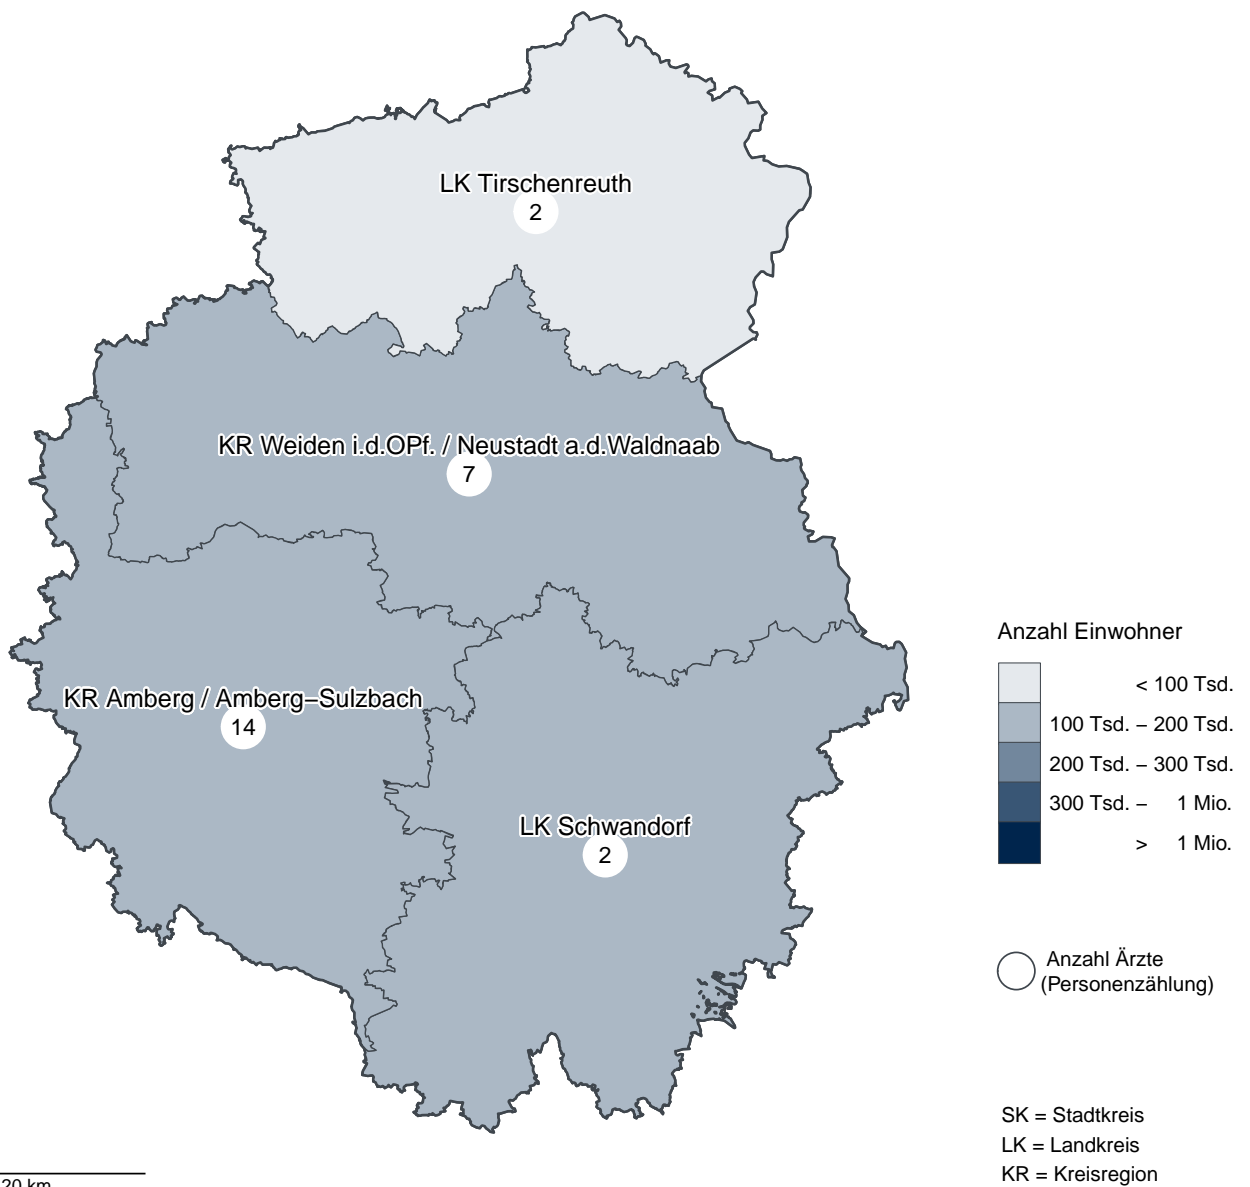 LK Tirschenreuth
2
KR Weiden i.d.OPf. / Neustadt a.d.Waldnaab
7
KR Amberg / Amberg−Sulzbach
14
LK Schwandorf
2
Anzahl Einwohner
< 100 Tsd.
100 Tsd. − 200 Tsd.
200 Tsd. − 300 Tsd.
300 Tsd. − 1 Mio.
> 1 Mio.
Anzahl Ärzte
(Personenzählung)
SK = Stadtkreis
LK = Landkreis
KR = Kreisregion
20 km